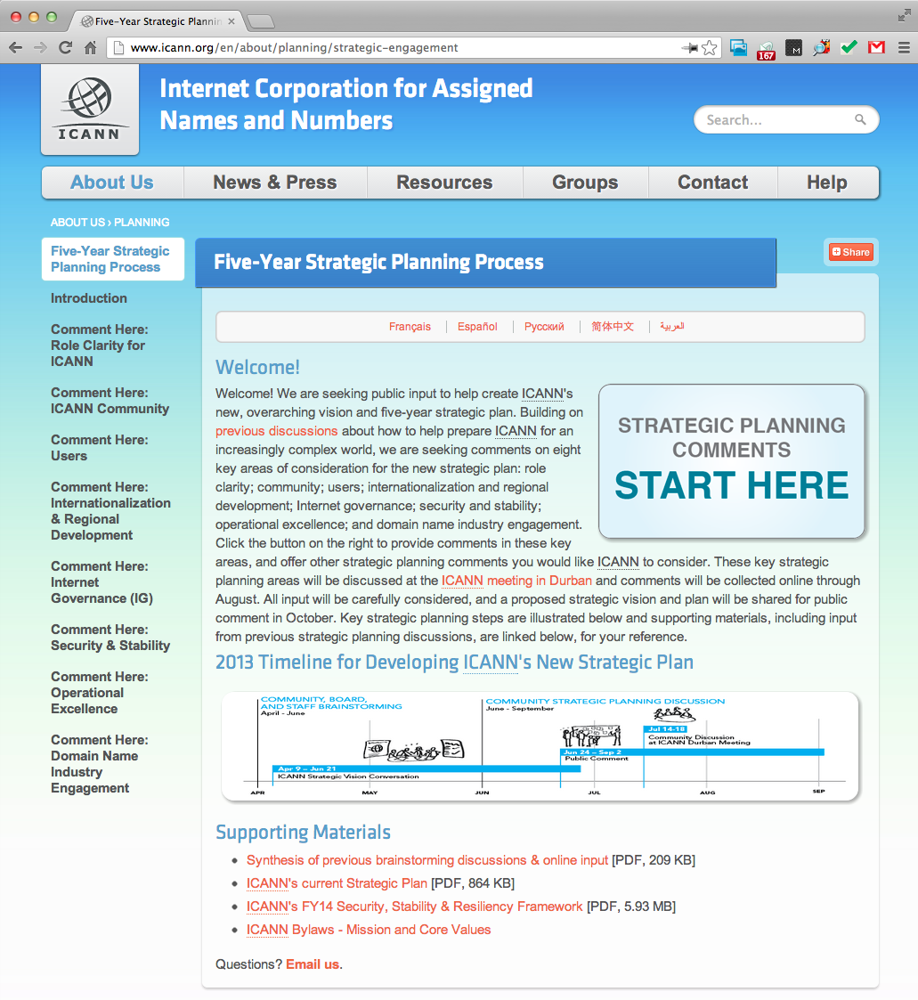 Five-Year Strategic Plannin
www.icann.org/en/about/planning/strategic-engagement
167
M
ICANN
Internet Corporation for Assigned
Names and Numbers
Search...
About Us
News & Press
Resources
Groups
Contact
Help
ABOUT US › PLANNING
Five-Year Strategic
Planning Process
Introduction
Comment Here:
Role Clarity for
ICANN
Comment Here:
ICANN Community
Comment Here:
Users
Comment Here:
Internationalization
& Regional
Development
Comment Here:
Internet
Governance (IG)
Comment Here:
Security & Stability
Comment Here:
Operational
Excellence
Comment Here:
Domain Name
Industry
Engagement
Five-Year Strategic Planning Process
Share
Français
Español
Русский
简体中文
العربية
Welcome!
Welcome! We are seeking public input to help create ICANN's
new, overarching vision and five-year strategic plan. Building on
previous discussions about how to help prepare ICANN for an
increasingly complex world, we are seeking comments on eight
key areas of consideration for the new strategic plan: role
clarity; community; users; internationalization and regional
development; Internet governance; security and stability;
operational excellence; and domain name industry engagement.
Click the button on the right to provide comments in these key
areas, and offer other strategic planning comments you would like ICANN to consider. These key strategic
planning areas will be discussed at the ICANN meeting in Durban and comments will be collected online through
August. All input will be carefully considered, and a proposed strategic vision and plan will be shared for public
comment in October. Key strategic planning steps are illustrated below and supporting materials, including input
from previous strategic planning discussions, are linked below, for your reference.
STRATEGIC PLANNING
COMMENTS
START HERE
2013 Timeline for Developing ICANN's New Strategic Plan
COMMUNITY, BOARD,
AND STAFF BRAINSTORMING
April - June
COMMUNITY STRATEGIC PLANNING DISCUSSION
June - September
Jul 14-18
Community Discussion
at ICANN Durban Meeting
Jun 24 – Sep 2
Public Comment
Apr 9 – Jun 21
ICANN Strategic Vision Conversation
APR
MAY
JUN
JUL
AUG
SEP
Supporting Materials
Synthesis of previous brainstorming discussions & online input [PDF, 209 KB]
ICANN's current Strategic Plan [PDF, 864 KB]
ICANN's FY14 Security, Stability & Resiliency Framework [PDF, 5.93 MB]
ICANN Bylaws - Mission and Core Values
Questions? Email us.